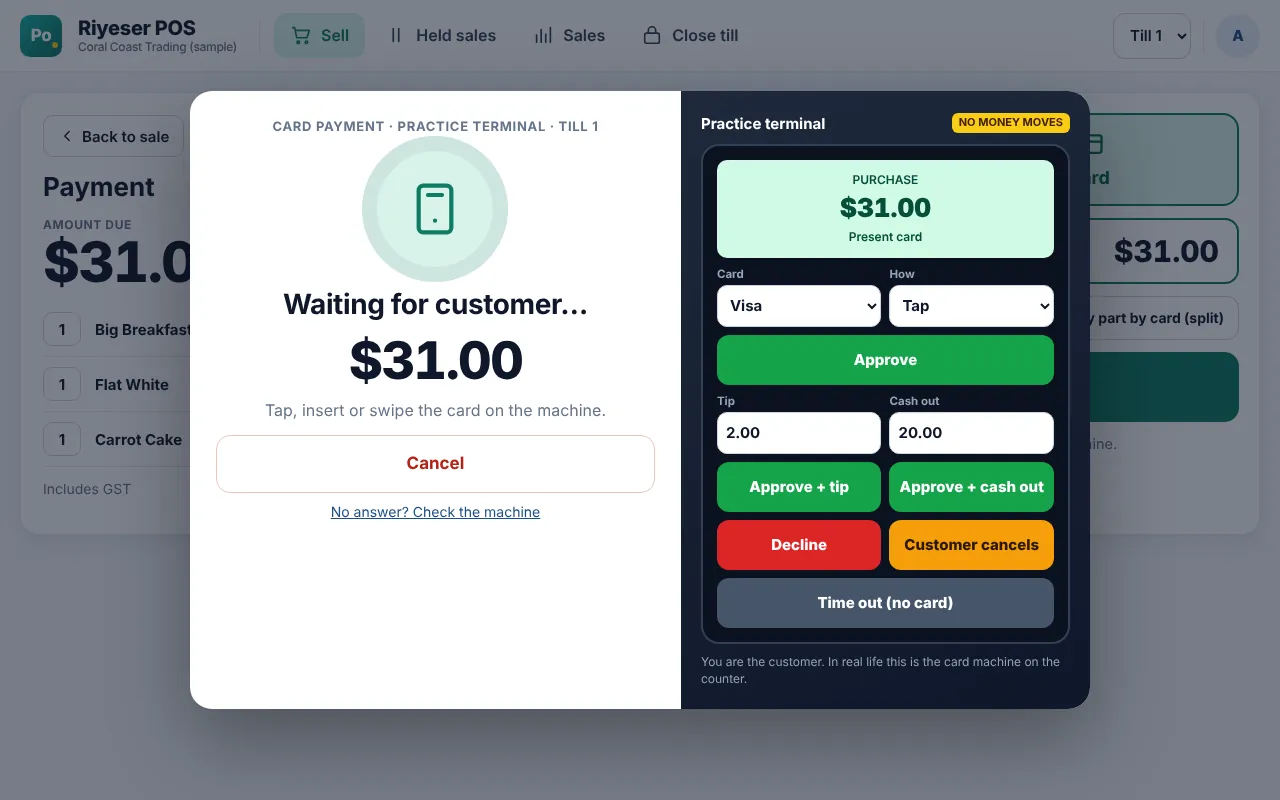 Po
Riyeser POS
Coral Coast Trading (sample)
Sell
Held sales
Sales
Close till
Till 1
A
Back to sale
Payment
AMOUNT DUE
$31.0
1 Big Breakfast
1 Flat White
1 Carrot Cake
Includes GST
CARD PAYMENT · PRACTICE TERMINAL · TILL 1
Waiting for customer...
$31.00
Tap, insert or swipe the card on the machine.
Cancel
No answer? Check the machine
Practice terminal
NO MONEY MOVES
PURCHASE
$31.00
Present card
Card How
Visa Tap
Approve
Tip Cash out
2.00 20.00
Approve + tip Approve + cash out
Decline Customer cancels
Time out (no card)
You are the customer. In real life this is the card machine on the
counter.
$31.00
part by card (split)